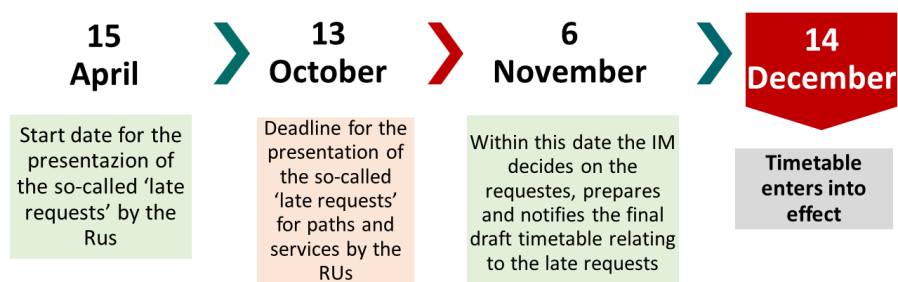 15
April
13
October
6
November
14
December
Start date for the
presentazion of
the so-called ‘late
requests’ by the
Rus
Deadline for the
presentation of
the so-called
‘late requests’
for paths and
services by the
RUs
Within this date the IM
decides on the
requestes, prepares
and notifies the final
draft timetable relating
to the late requests
Timetable
enters into
effect